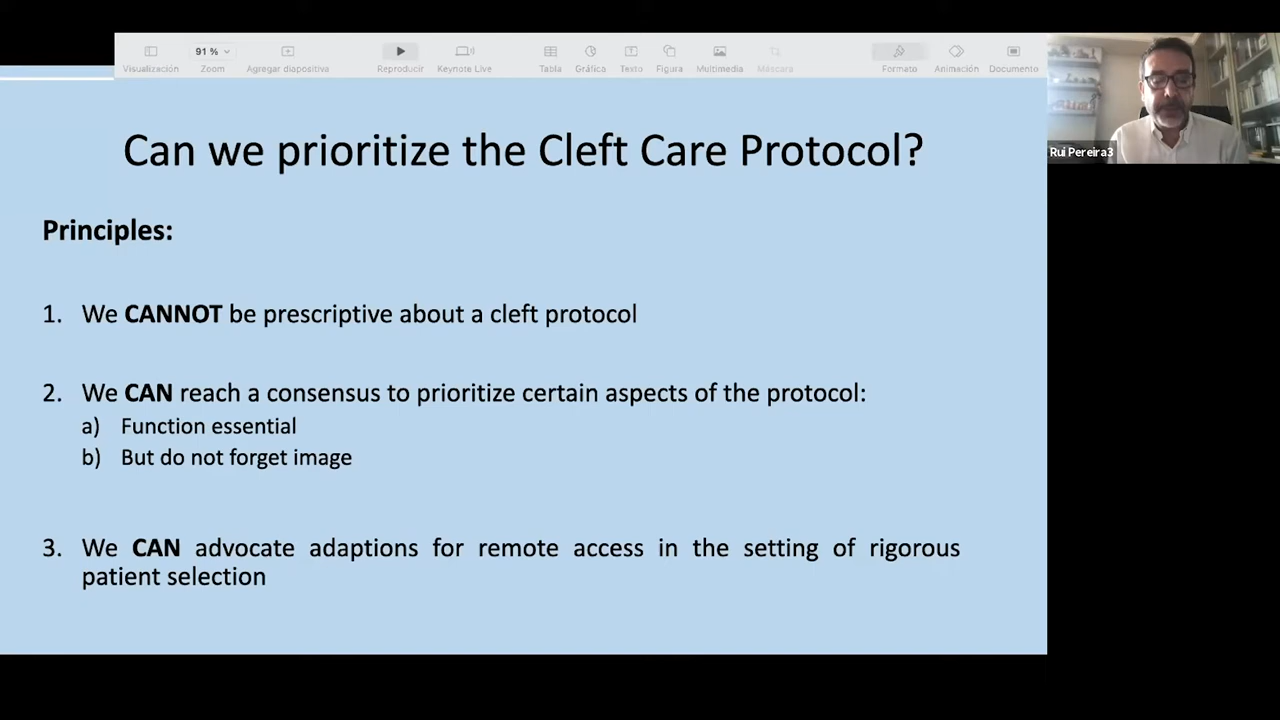 91 %
Visualización
Zoom
Agregar diapositiva
Reproducir
Keynote Live
Tabla
Gráfico
Texto
Figura
Multimedia
Máscara
Formato
Animación
Documento
Rui Pereira3
Can we prioritize the Cleft Care Protocol?
Principles:
1. We CANNOT be prescriptive about a cleft protocol
2. We CAN reach a consensus to prioritize certain aspects of the protocol:
a) Function essential
b) But do not forget image
3. We CAN advocate adaptions for remote access in the setting of rigorous
patient selection